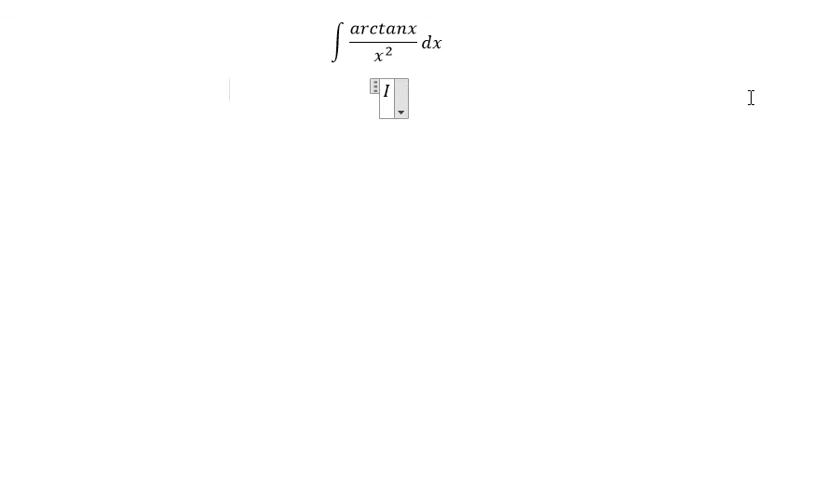 ∫ arctanx / x² dx
I